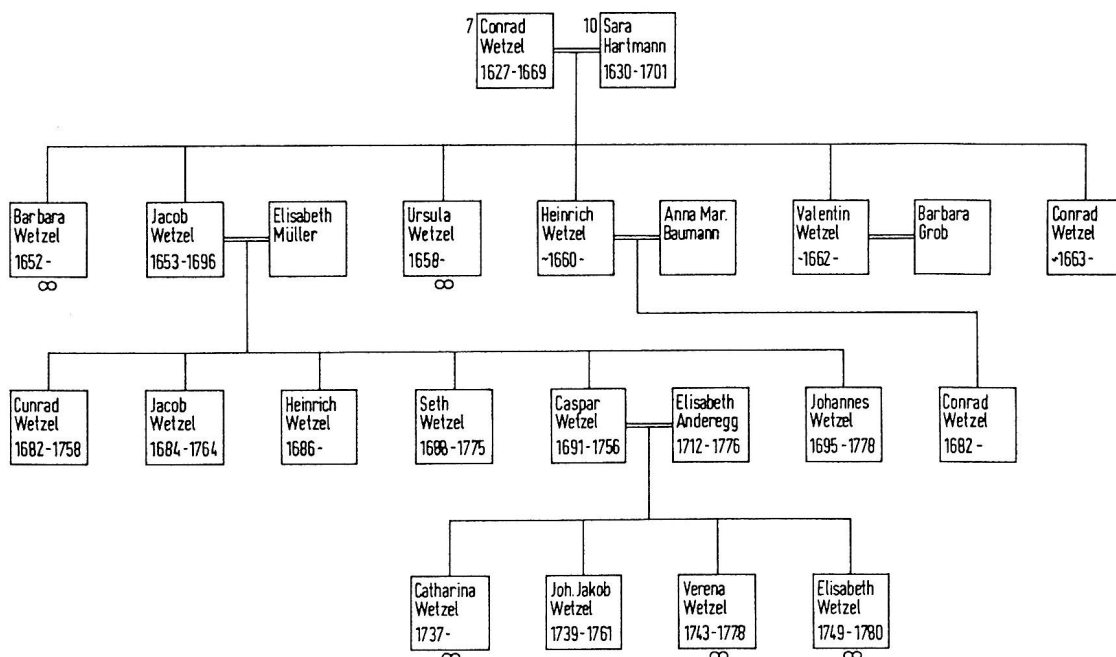 7 Conrad
Wetzel
1627-1669
10 Sara
Hartmann
1630-1701
Barbara
Wetzel
1652-
Jacob
Wetzel
1653-1696
Elisabeth
Müller
Ursula
Wetzel
1658-
Heinrich
Wetzel
~1660-
Anna Mar.
Baumann
Valentin
Wetzel
~1662-
Barbara
Grob
Conrad
Wetzel
~1663-
Cunrad
Wetzel
1682-1758
Jacob
Wetzel
1684-1764
Heinrich
Wetzel
1686-
Seth
Wetzel
1688-1775
Caspar
Wetzel
1691-1756
Elisabeth
Anderegg
1712-1776
Johannes
Wetzel
1695-1778
Conrad
Wetzel
1682-
Catharina
Wetzel
1737-
Joh. Jakob
Wetzel
1739-1761
Verena
Wetzel
1743-1778
Elisabeth
Wetzel
1749-1780